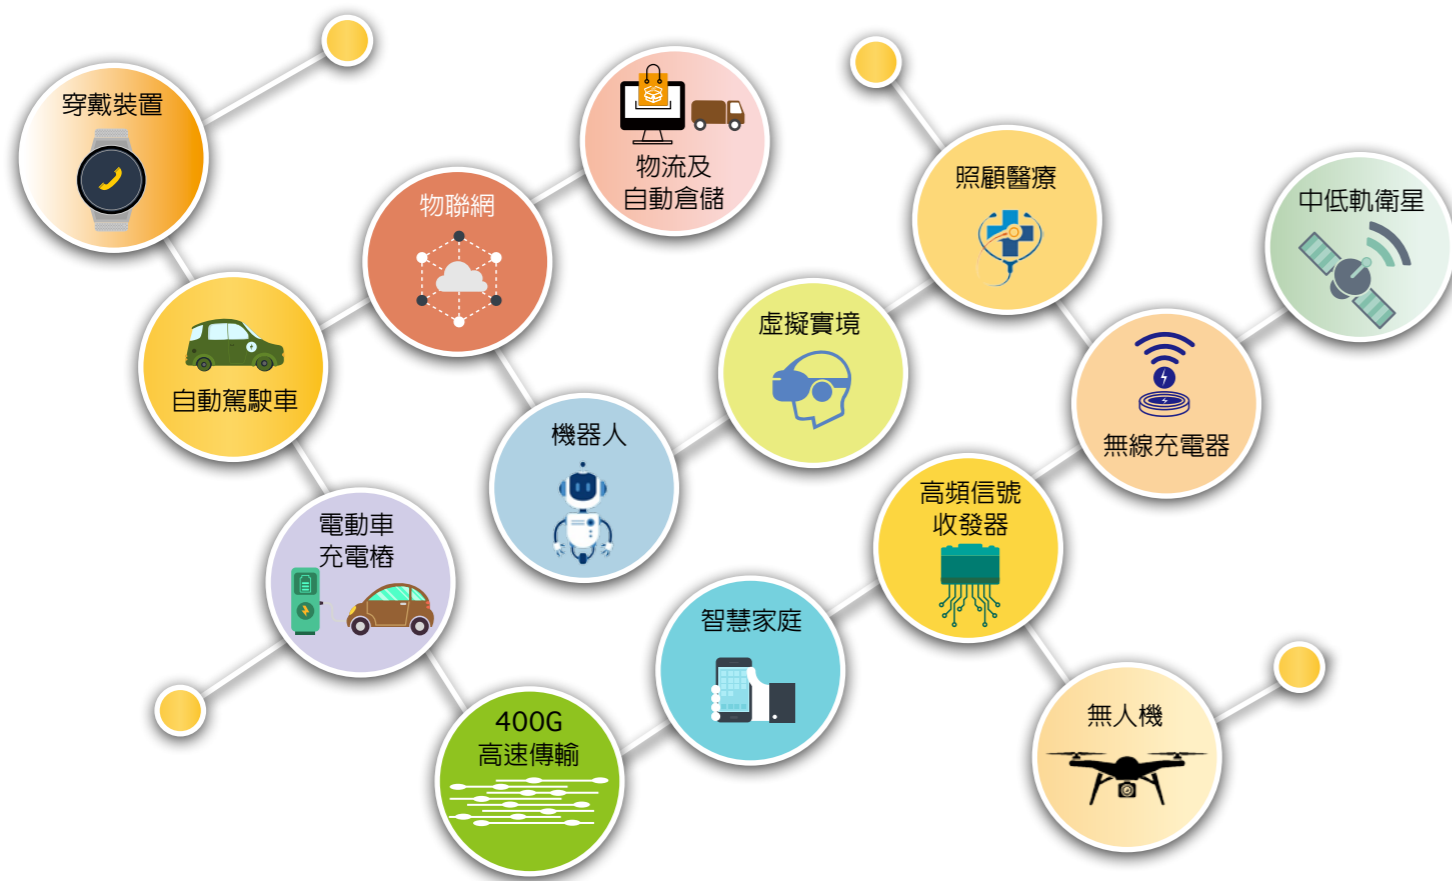 穿戴裝置
物流及
自動倉儲
物聯網
照顧醫療
中低軌衛星
虛擬實境
自動駕駛車
機器人
無線充電器
電動車
充電樁
高頻信號
收發器
智慧家庭
400G
高速傳輸
無人機